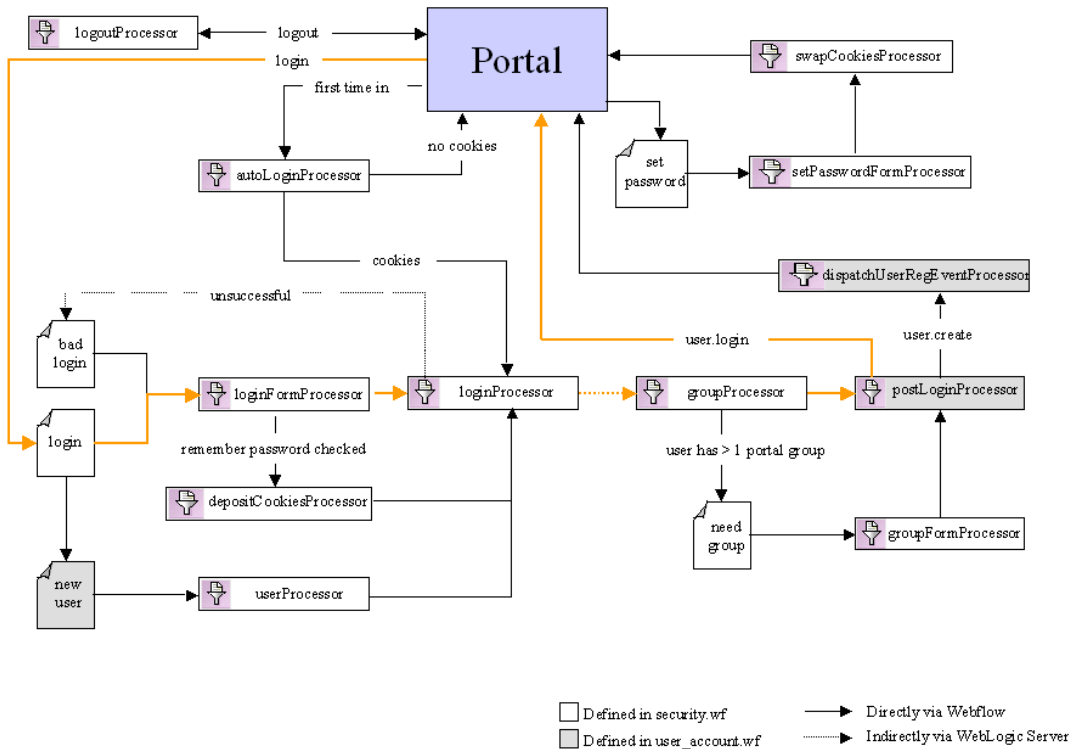 logoutProcessor
logout
Portal
login
swapCookiesProcessor
first time in
no cookies
set
password
autoLoginProcessor
setPasswordFormProcessor
cookies
dispatchUserRegEventProcessor
unsuccessful
bad
login
user.login
user.create
loginFormProcessor
loginProcessor
groupProcessor
postLoginProcessor
login
remember password checked
user has > 1 portal group
depositCookiesProcessor
need
group
groupFormProcessor
new
user
userProcessor
Defined in security.wf
Directly via Webflow
Defined in user_account.wf
Indirectly via WebLogic Server